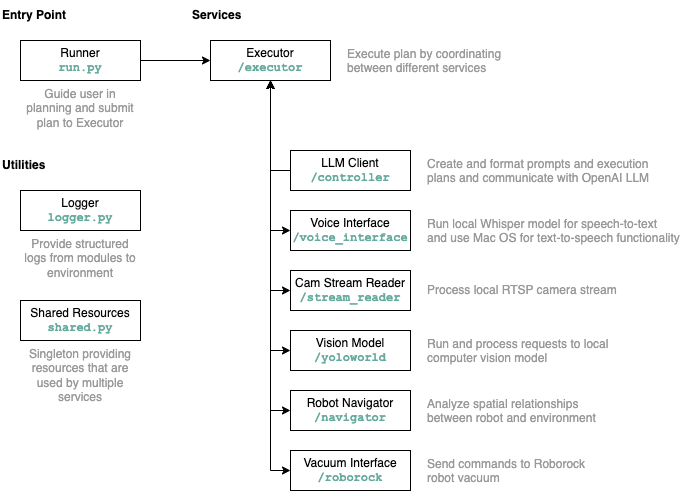 Entry Point
Services
Runner
run.py
Executor
/executor
Execute plan by coordinating
between different services
Guide user in
planning and submit
plan to Executor
Utilities
Logger
logger.py
Provide structured
logs from modules to
environment
Shared Resources
shared.py
Singleton providing
resources that are
used by multiple
services
LLM Client
/controller
Create and format prompts and execution
plans and communicate with OpenAI LLM
Voice Interface
/voice_interface
Run local Whisper model for speech-to-text
and use Mac OS for text-to-speech functionality
Cam Stream Reader
/stream_reader
Process local RTSP camera stream
Vision Model
/yoloworld
Run and process requests to local
computer vision model
Robot Navigator
/navigator
Analyze spatial relationships
between robot and environment
Vacuum Interface
/roborock
Send commands to Roborock
robot vacuum